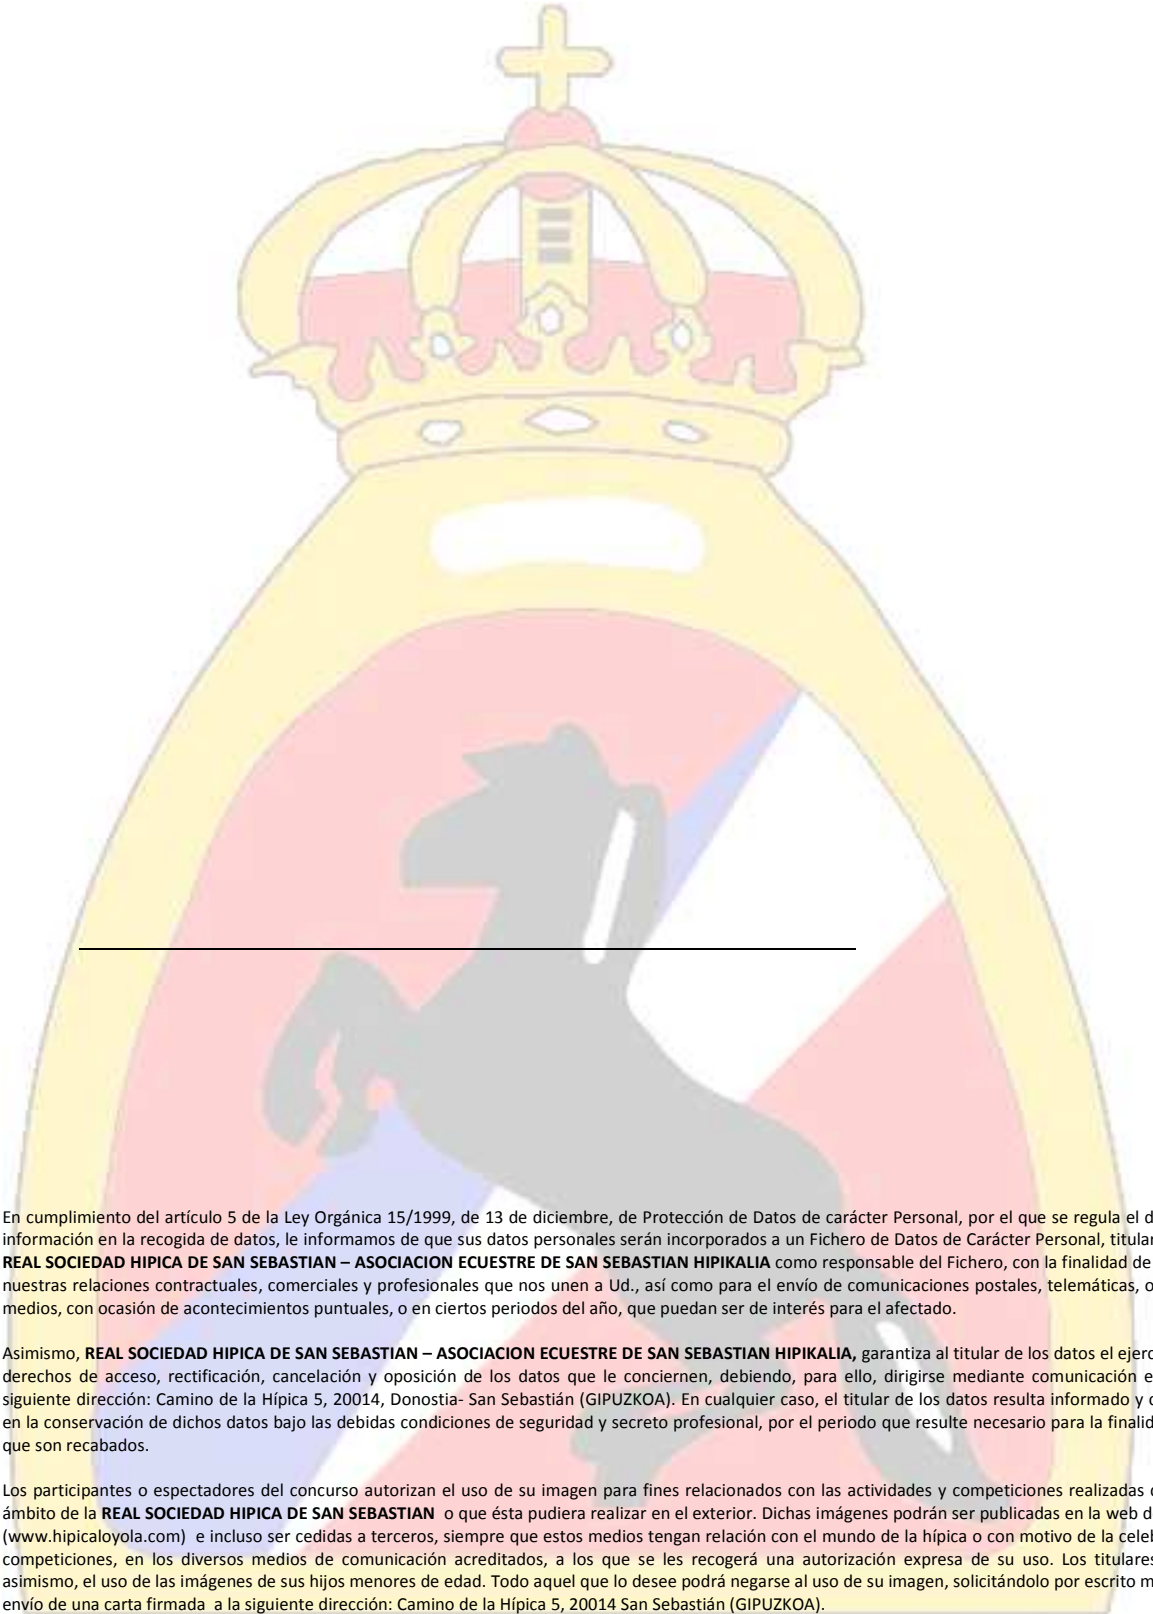 En cumplimiento del artículo 5 de la Ley Orgánica 15/1999, de 13 de diciembre, de Protección de Datos de carácter Personal, por el que se regula el
información en la recogida de datos, le informamos de que sus datos personales serán incorporados a un Fichero de Datos de Carácter Personal,
REAL SOCIEDAD HIPICA DE SAN SEBASTIAN – ASOCIACION ECUESTRE DE SAN SEBASTIAN HIPIKALIA como responsable del Fichero, con la finalidad de
nuestras relaciones contractuales, comerciales y profesionales que nos unen a Ud., así como para el envío de comunicaciones postales, telemáticas,
medios, con ocasión de acontecimientos puntuales, o en ciertos periodos del año, que puedan ser de interés para el afectado.
Asimismo, REAL SOCIEDAD HIPICA DE SAN SEBASTIAN – ASOCIACION ECUESTRE DE SAN SEBASTIAN HIPIKALIA, garantiza al titular de los datos el
derechos de acceso, rectificación, cancelación y oposición de los datos que le conciernen, debiendo, para ello, dirigirse mediante comunicación
siguiente dirección: Camino de la Hípica 5, 20014, Donostia- San Sebastián (GIPUZKOA). En cualquier caso, el titular de los datos resulta informado y
en la conservación de dichos datos bajo las debidas condiciones de seguridad y secreto profesional, por el periodo que resulte necesario para la
que son recabados.
Los participantes o espectadores del concurso autorizan el uso de su imagen para fines relacionados con las actividades y competiciones realizadas
ámbito de la REAL SOCIEDAD HIPICA DE SAN SEBASTIAN o que ésta pudiera realizar en el exterior. Dichas imágenes podrán ser publicadas en la web
(www.hipicaloyola.com) e incluso ser cedidas a terceros, siempre que estos medios tengan relación con el mundo de la hípica o con motivo de la
competiciones, en los diversos medios de comunicación acreditados, a los que se les recogerá una autorización expresa de su uso. Los titulares
asimismo, el uso de las imágenes de sus hijos menores de edad. Todo aquel que lo desee podrá negarse al uso de su imagen, solicitándolo por escrito
envío de una carta firmada a la siguiente dirección: Camino de la Hípica 5, 20014 San Sebastián (GIPUZKOA).